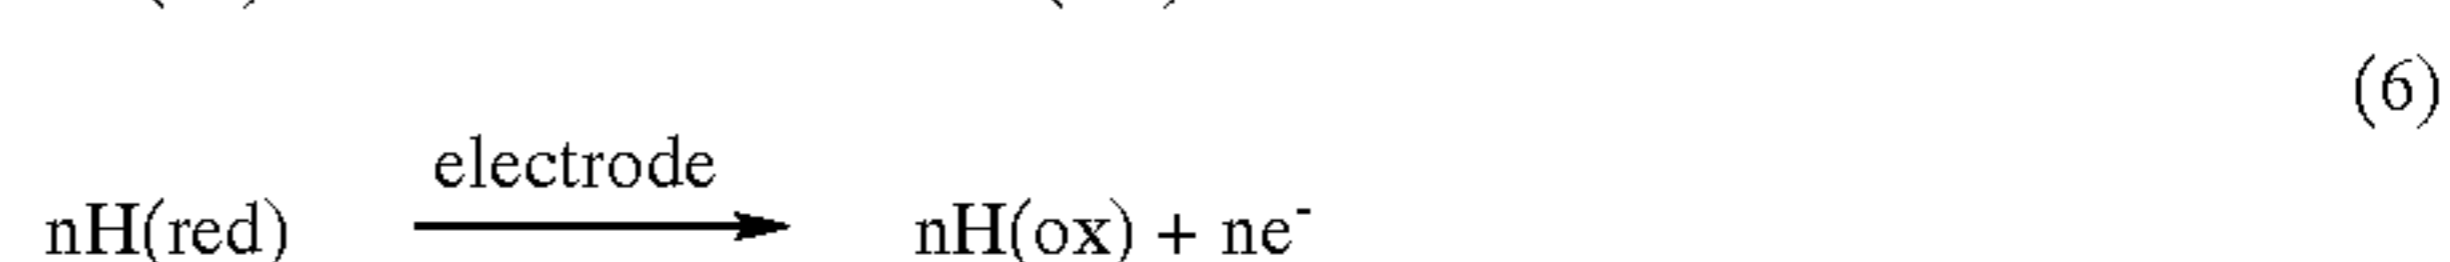 (6)
electrode
nH(red) ⟶ nH(ox) + ne⁻